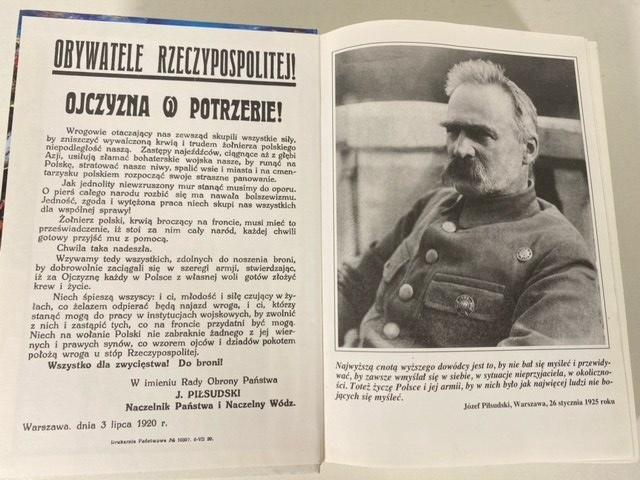 OBYWATELE RZECZYPOSPOLITEJ!
OJCZYZNA W POTRZEBIE!
Wrogowie otaczający nas zewsząd skupili wszystkie siły,
by zniszczyć wywalczoną krwią i trudem żołnierza polskiego
niepodległość naszą. Zastępy najeźdźców, ciągnące aż z głębi
Azji, usiłują złamać bohaterskie wojska nasze, by runąć na
Polskę, stratować nasze niwy, spalić wsie i miasta i na cmen-
tarzysku polskiem rozpocząć swoje straszne panowanie.
Jak jednolity niewzruszony mur stanąć musimy do oporu.
O pierś całego narodu rozbić się ma nawała bolszewizmu.
Jedność, zgoda i wytężona praca niech skupi nas wszystkich
dla wspólnej sprawy!
Żołnierz polski, krwią broczący na froncie, musi mieć to
przeświadczenie, iż stoi za nim cały naród, każdej chwili
gotowy przyjść mu z pomocą.
Chwila taka nadeszła.
Wzywamy tedy wszystkich, zdolnych do noszenia broni,
by dobrowolnie zaciągali się w szeregi armji, stwierdzając,
iż za Ojczyznę każdy w Polsce z własnej woli gotów złożyć
krew i życie.
Niech śpieszą wszyscy: i ci, młodość i siłę czujący w ży-
łach, co żelazem odpierać będą najazd wroga, i ci, którzy
stanąć mogą do pracy w instytucjach wojskowych, by zwolnić
z nich i zastąpić tych, co na froncie przydatni być mogą.
Niech na wołanie Polski nie zabraknie żadnego z jej wier-
nych i prawych synów, co wzorem ojców i dziadów pokotem
położą wroga u stóp Rzeczypospolitej.
Wszystko dla zwycięstwa! Do broni!
W imieniu Rady Obrony Państwa
J. PIŁSUDSKI
Naczelnik Państwa i Naczelny Wódz.
Warszawa, dnia 3 lipca 1920 r.
Drukarnia Państwowa
Najwyższą cnotą wyższego dowódcy jest to, by nie bał się myśleć i przewidy-
wać, by zawsze wmyślał się w siebie, w sytuacje nieprzyjaciela, w okoliczno-
ści. Toteż życzę Polsce i jej armii, by w nich było jak najwięcej ludzi nie bo-
jących się myśleć.
Józef Piłsudski, Warszawa, 26 stycznia 1925 roku